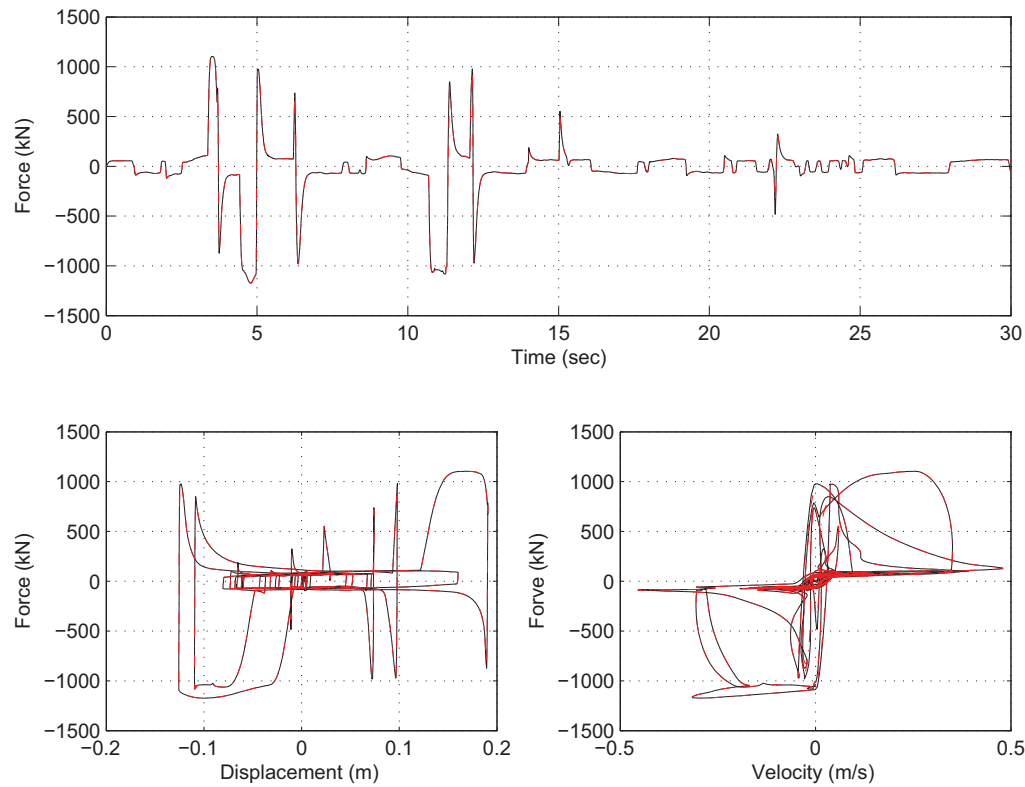 1500
1000
500
0
−500
−1000
−1500
Force (kN)
0 5 10 15 20 25 30
Time (sec)
1500
1000
500
0
−500
−1000
−1500
Force (kN)
−0.2 −0.1 0 0.1 0.2
Displacement (m)
1500
1000
500
0
−500
−1000
−1500
Forve (kN)
−0.5 0 0.5
Velocity (m/s)